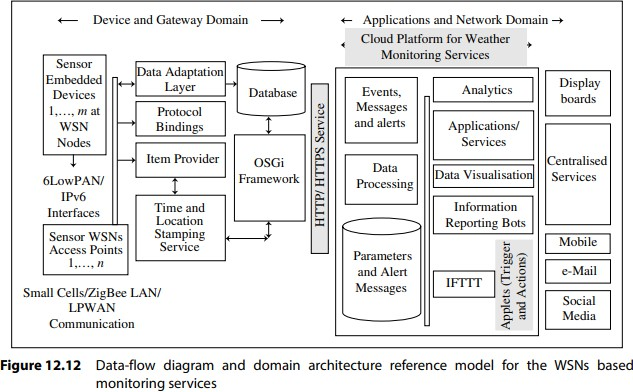 Device and Gateway Domain
Applications and Network Domain
Cloud Platform for Weather
Monitoring Services
Sensor
Embedded
Devices
1,…, m at
WSN
Nodes
6LowPAN/
IPv6
Interfaces
Sensor WSNs
Access Points
1,…, n
Small Cells/ZigBee LAN/
LPWAN
Communication
Data Adaptation
Layer
Protocol
Bindings
Item Provider
Time and
Location
Stamping
Service
Database
OSGi
Framework
HTTP/ HTTPS Service
Events,
Messages
and alerts
Data
Processing
Parameters
and Alert
Messages
Analytics
Applications/
Services
Data Visualisation
Information
Reporting Bots
IFTTT
Applets (Trigger
and Actions)
Display
boards
Centralised
Services
Mobile
e-Mail
Social
Media
Figure 12.12 Data-flow diagram and domain architecture reference model for the WSNs based
monitoring services